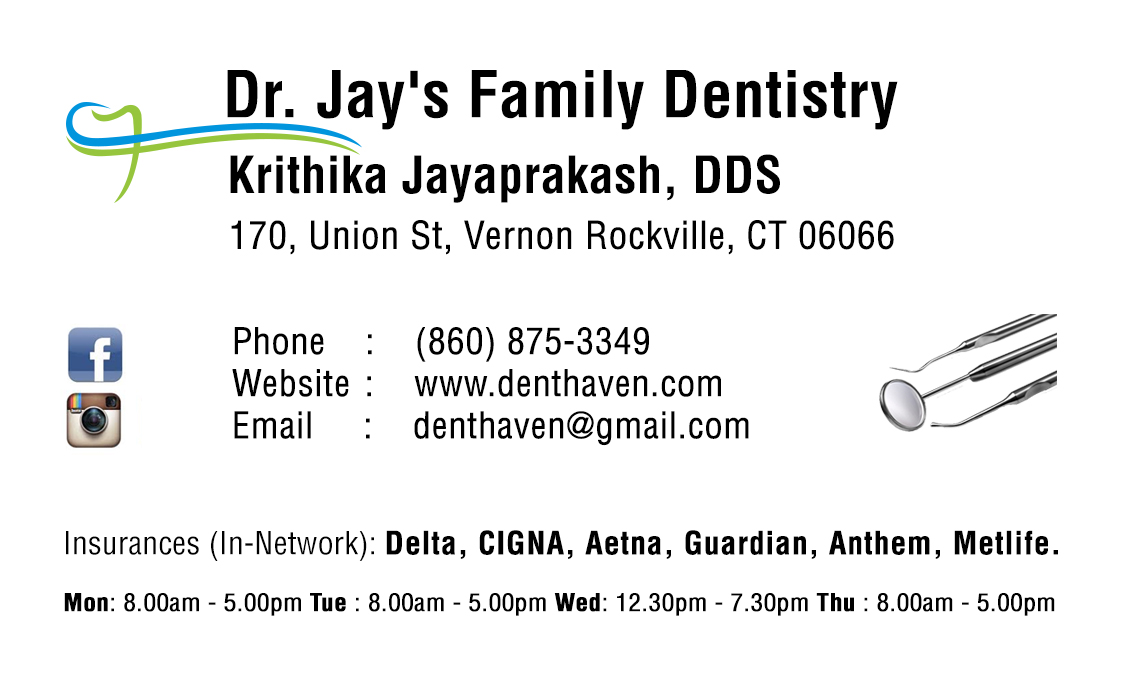 Dr. Jay's Family Dentistry
Krithika Jayaprakash, DDS
170, Union St, Vernon Rockville, CT 06066
Phone : (860) 875-3349
Website : www.denthaven.com
Email : denthaven@gmail.com
Insurances (In-Network): Delta, CIGNA, Aetna, Guardian, Anthem, Metlife.
Mon: 8.00am - 5.00pm Tue : 8.00am - 5.00pm Wed: 12.30pm - 7.30pm Thu : 8.00am - 5.00pm